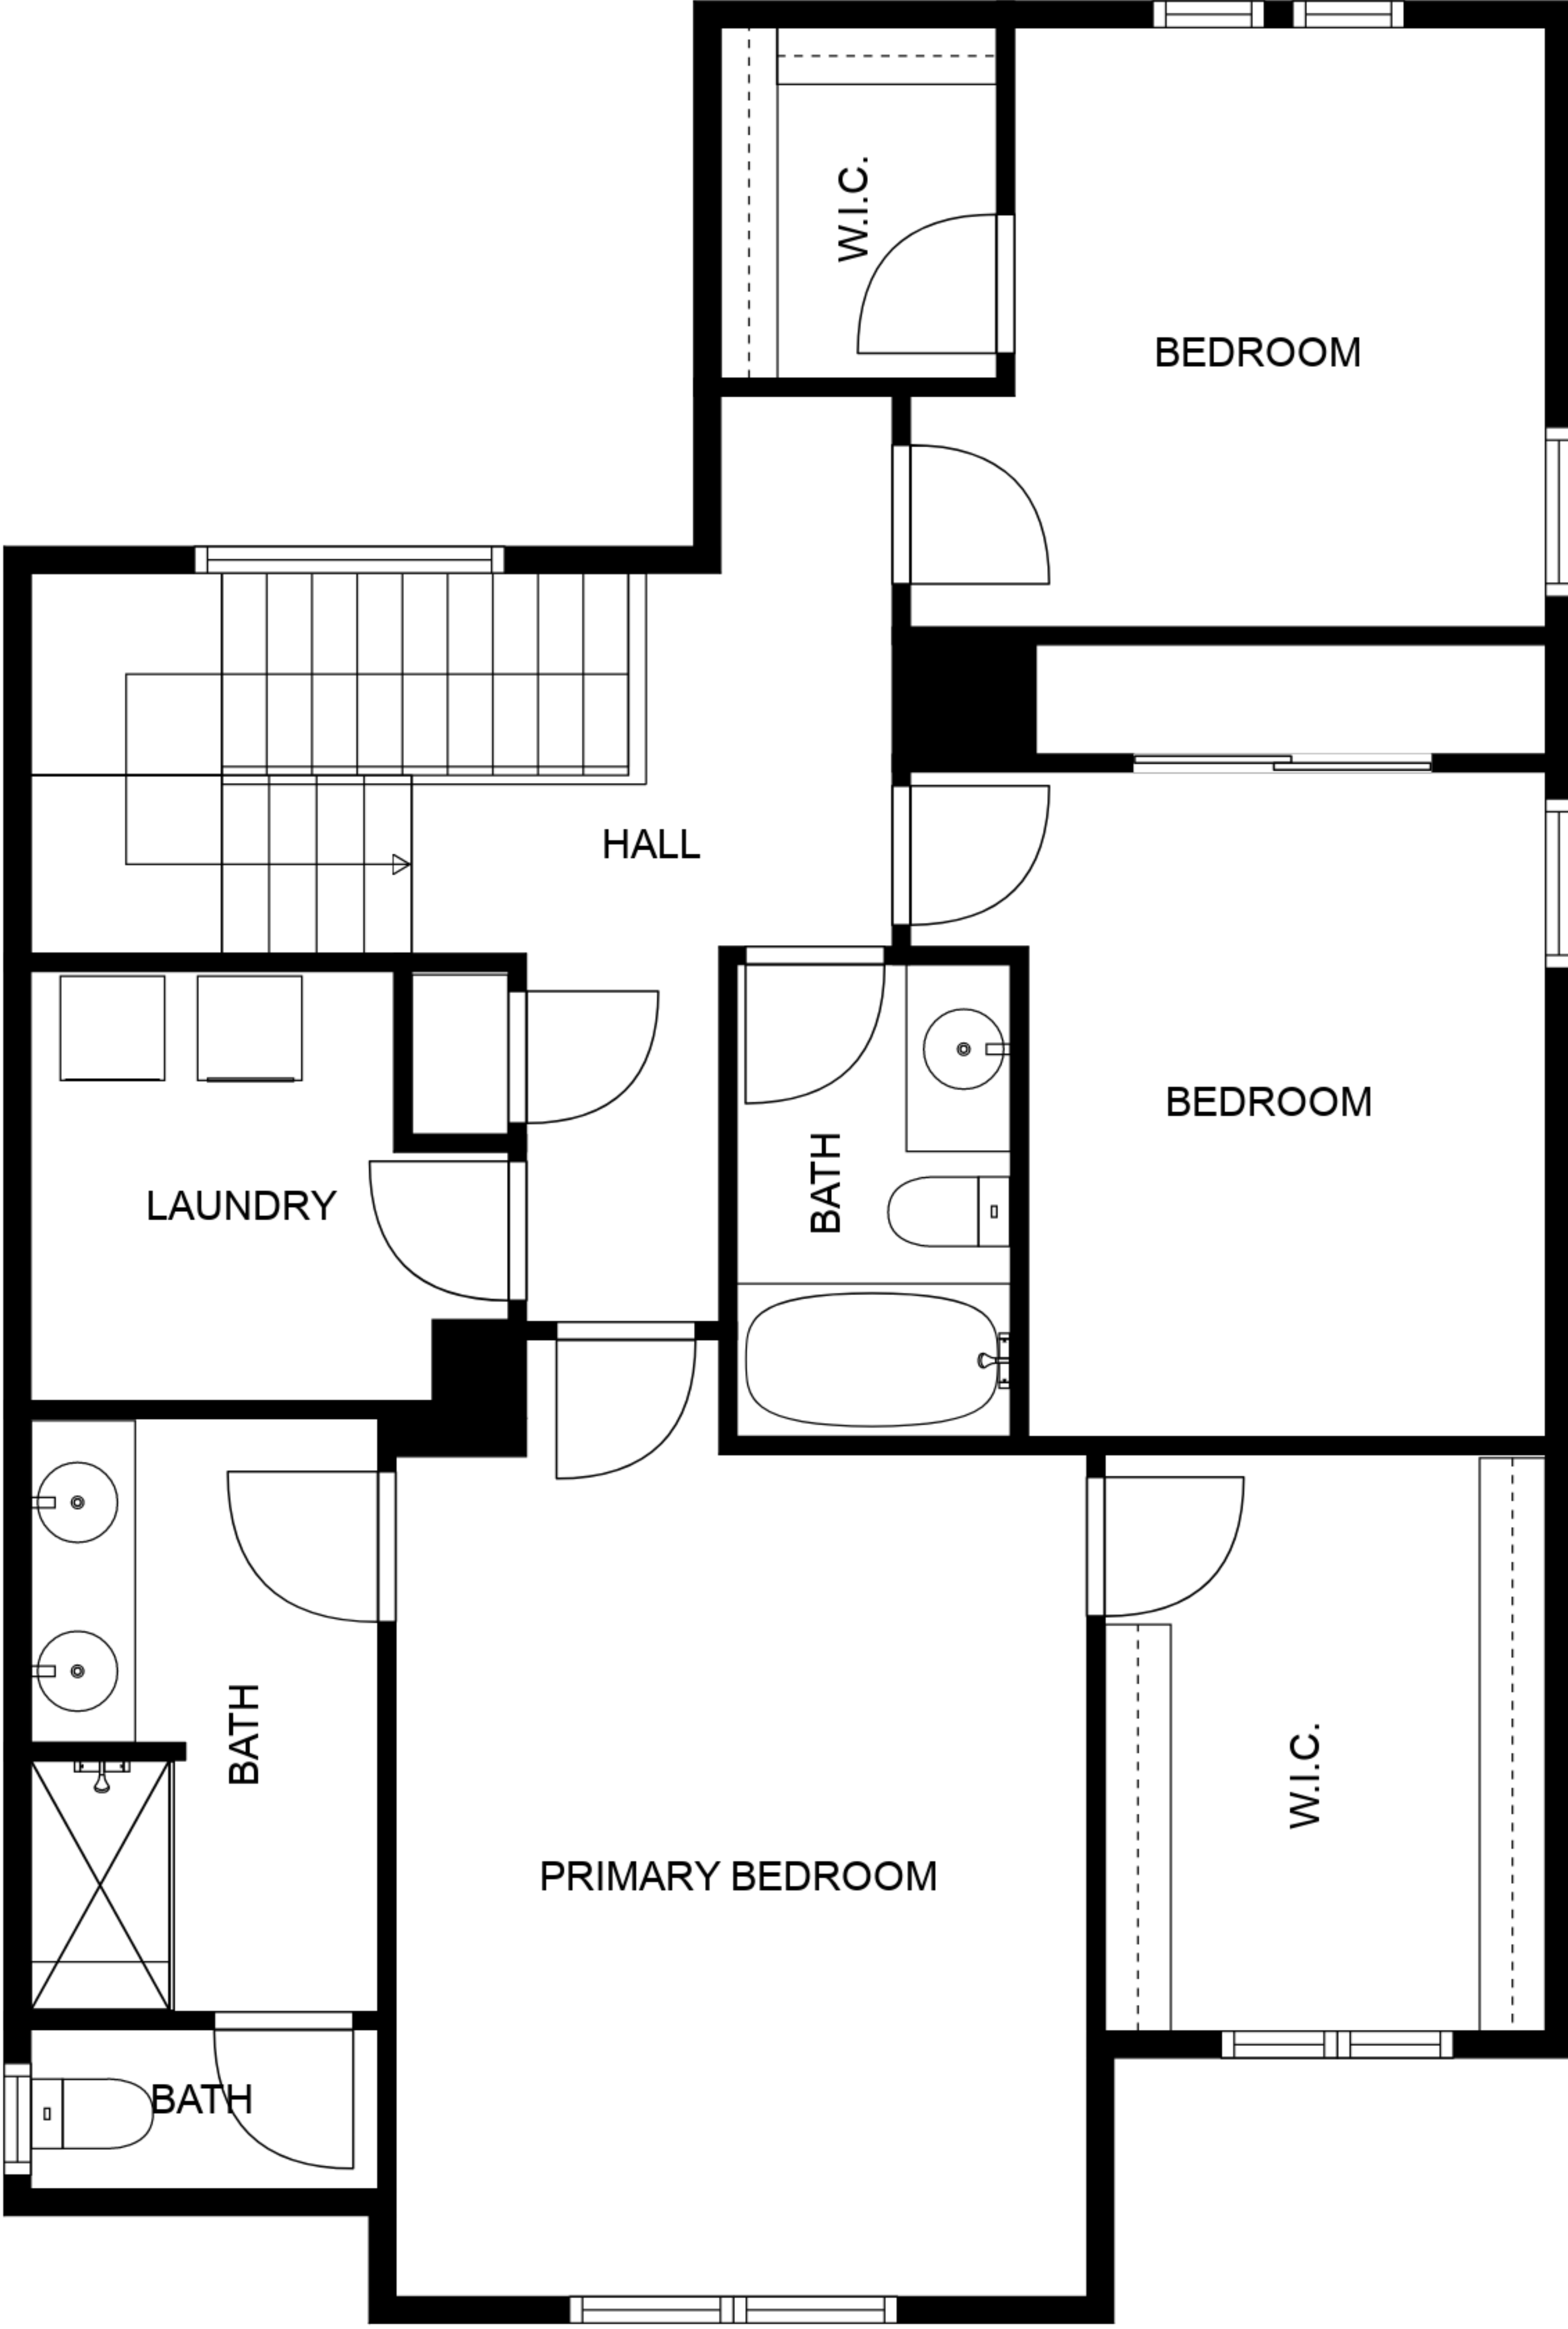 W.I.C.
BEDROOM
HALL
BEDROOM
BATH
LAUNDRY
BATH
W.I.C.
PRIMARY BEDROOM
BATH